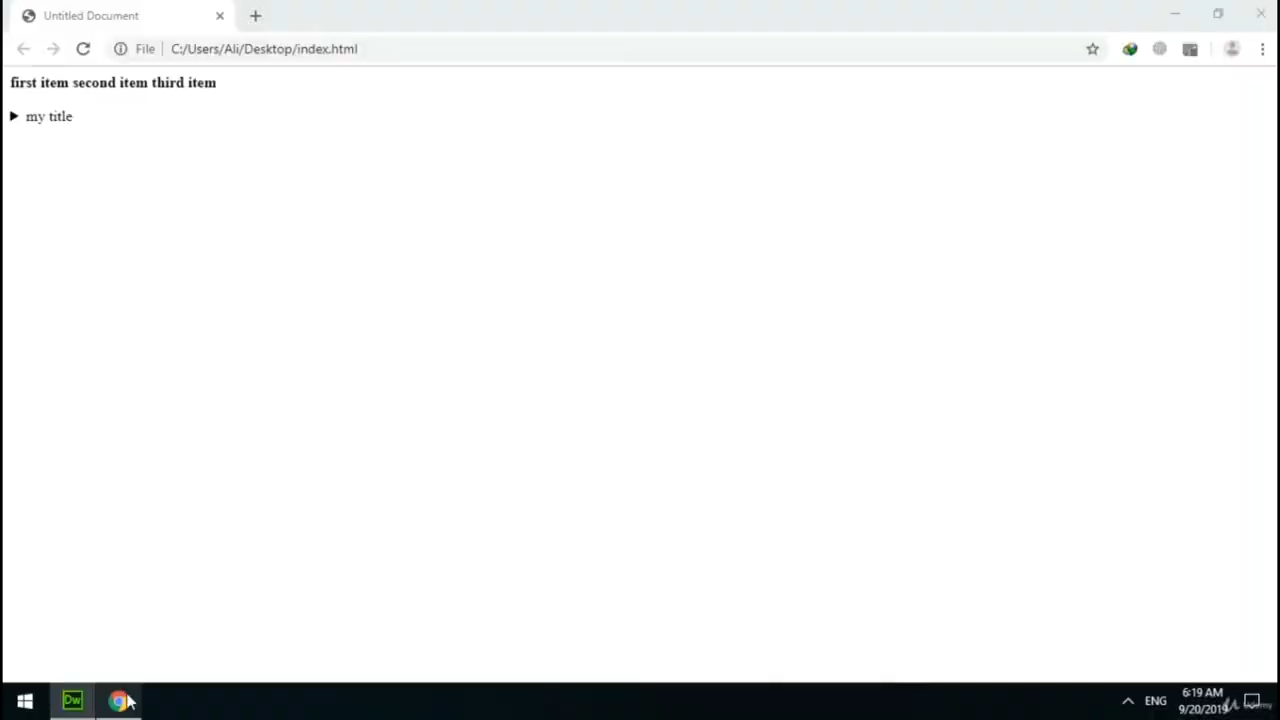 Untitled Document
File C:/Users/Ali/Desktop/index.html
first item second item third item
my title
Dw
ENG
6:19 AM
9/20/2019